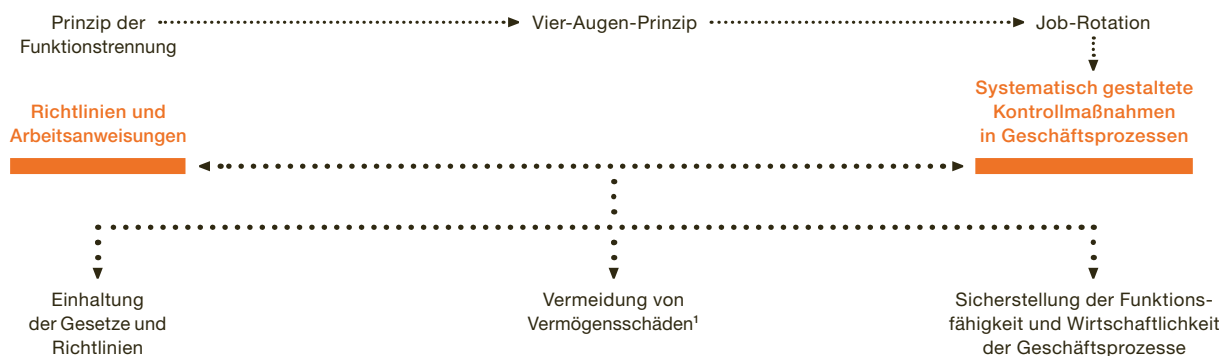 Prinzip der
Funktionstrennung
Vier-Augen-Prinzip
Job-Rotation
Richtlinien und
Arbeitsanweisungen
Systematisch gestaltete
Kontrollmaßnahmen
in Geschäftsprozessen
Einhaltung
der Gesetze und
Richtlinien
Vermeidung von
Vermögensschäden¹
Sicherstellung der Funktions-
fähigkeit und Wirtschaftlichkeit
der Geschäftsprozesse